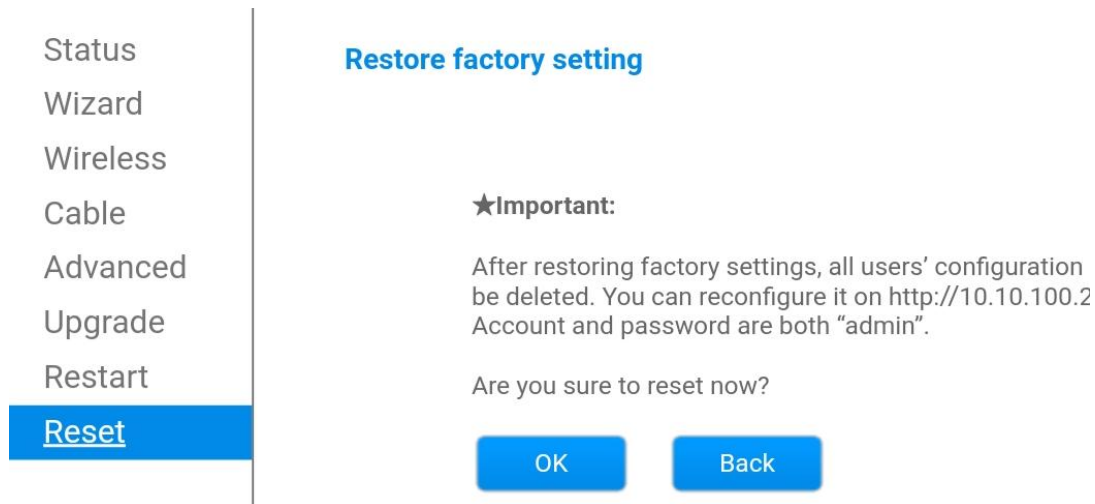 Status
Wizard
Wireless
Cable
Advanced
Upgrade
Restart
Reset
Restore factory setting
★Important:
After restoring factory settings, all users’ configuration
be deleted. You can reconfigure it on http://10.10.100.2
Account and password are both “admin”.
Are you sure to reset now?
OK
Back